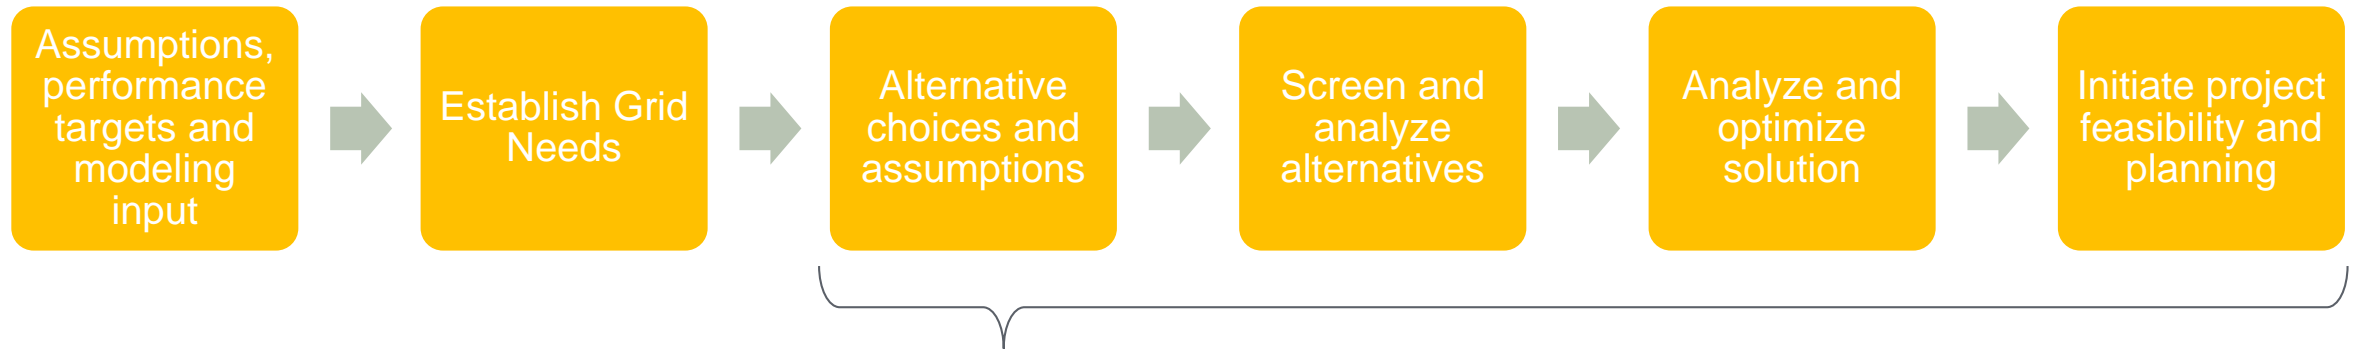 Assumptions,
performance
targets and
modeling
input
Establish Grid
Needs
Alternative
choices and
assumptions
Screen and
analyze
alternatives
Analyze and
optimize
solution
Initiate project
feasibility and
planning